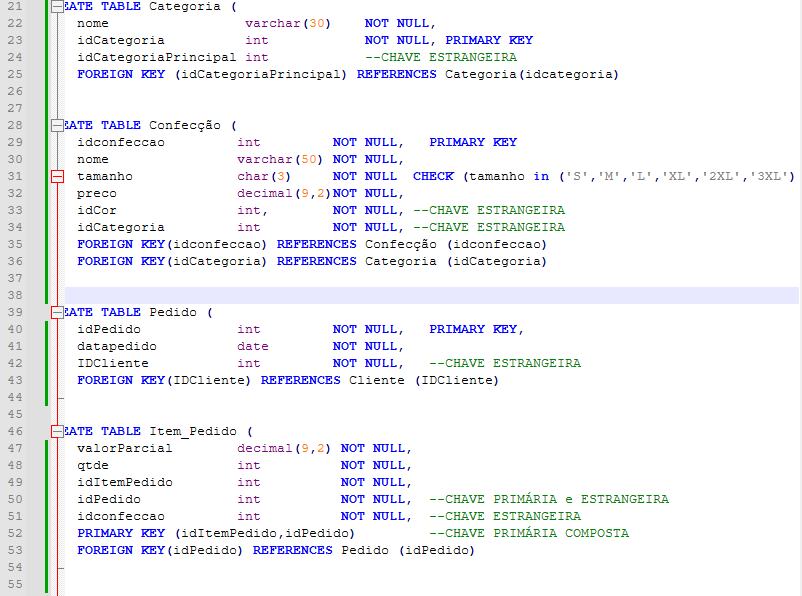 21 EATE TABLE Categoria (
22 nome varchar(30) NOT NULL,
23 idCategoria int NOT NULL, PRIMARY KEY
24 idCategoriaPrincipal int --CHAVE ESTRANGEIRA
25 FOREIGN KEY (idCategoriaPrincipal) REFERENCES Categoria(idcategoria)
26
27
28 EATE TABLE Confecção (
29 idconfeccao int NOT NULL, PRIMARY KEY
30 nome varchar(50) NOT NULL,
31 tamanho char(3) NOT NULL CHECK (tamanho in ('S','M','L','XL','2XL','3XL')
32 preco decimal(9,2)NOT NULL,
33 idCor int, NOT NULL, --CHAVE ESTRANGEIRA
34 idCategoria int NOT NULL, --CHAVE ESTRANGEIRA
35 FOREIGN KEY(idconfeccao) REFERENCES Confecção (idconfeccao)
36 FOREIGN KEY(idCategoria) REFERENCES Categoria (idCategoria)
37
38
39 EATE TABLE Pedido (
40 idPedido int NOT NULL, PRIMARY KEY,
41 datapedido date NOT NULL,
42 IDCliente int NOT NULL, --CHAVE ESTRANGEIRA
43 FOREIGN KEY(IDCliente) REFERENCES Cliente (IDCliente)
44
45
46 EATE TABLE Item_Pedido (
47 valorParcial decimal(9,2) NOT NULL,
48 qtde int NOT NULL,
49 idItemPedido int NOT NULL,
50 idPedido int NOT NULL, --CHAVE PRIMÁRIA e ESTRANGEIRA
51 idconfeccao int NOT NULL, --CHAVE ESTRANGEIRA
52 PRIMARY KEY (idItemPedido,idPedido) --CHAVE PRIMÁRIA COMPOSTA
53 FOREIGN KEY(idPedido) REFERENCES Pedido (idPedido)
54
55